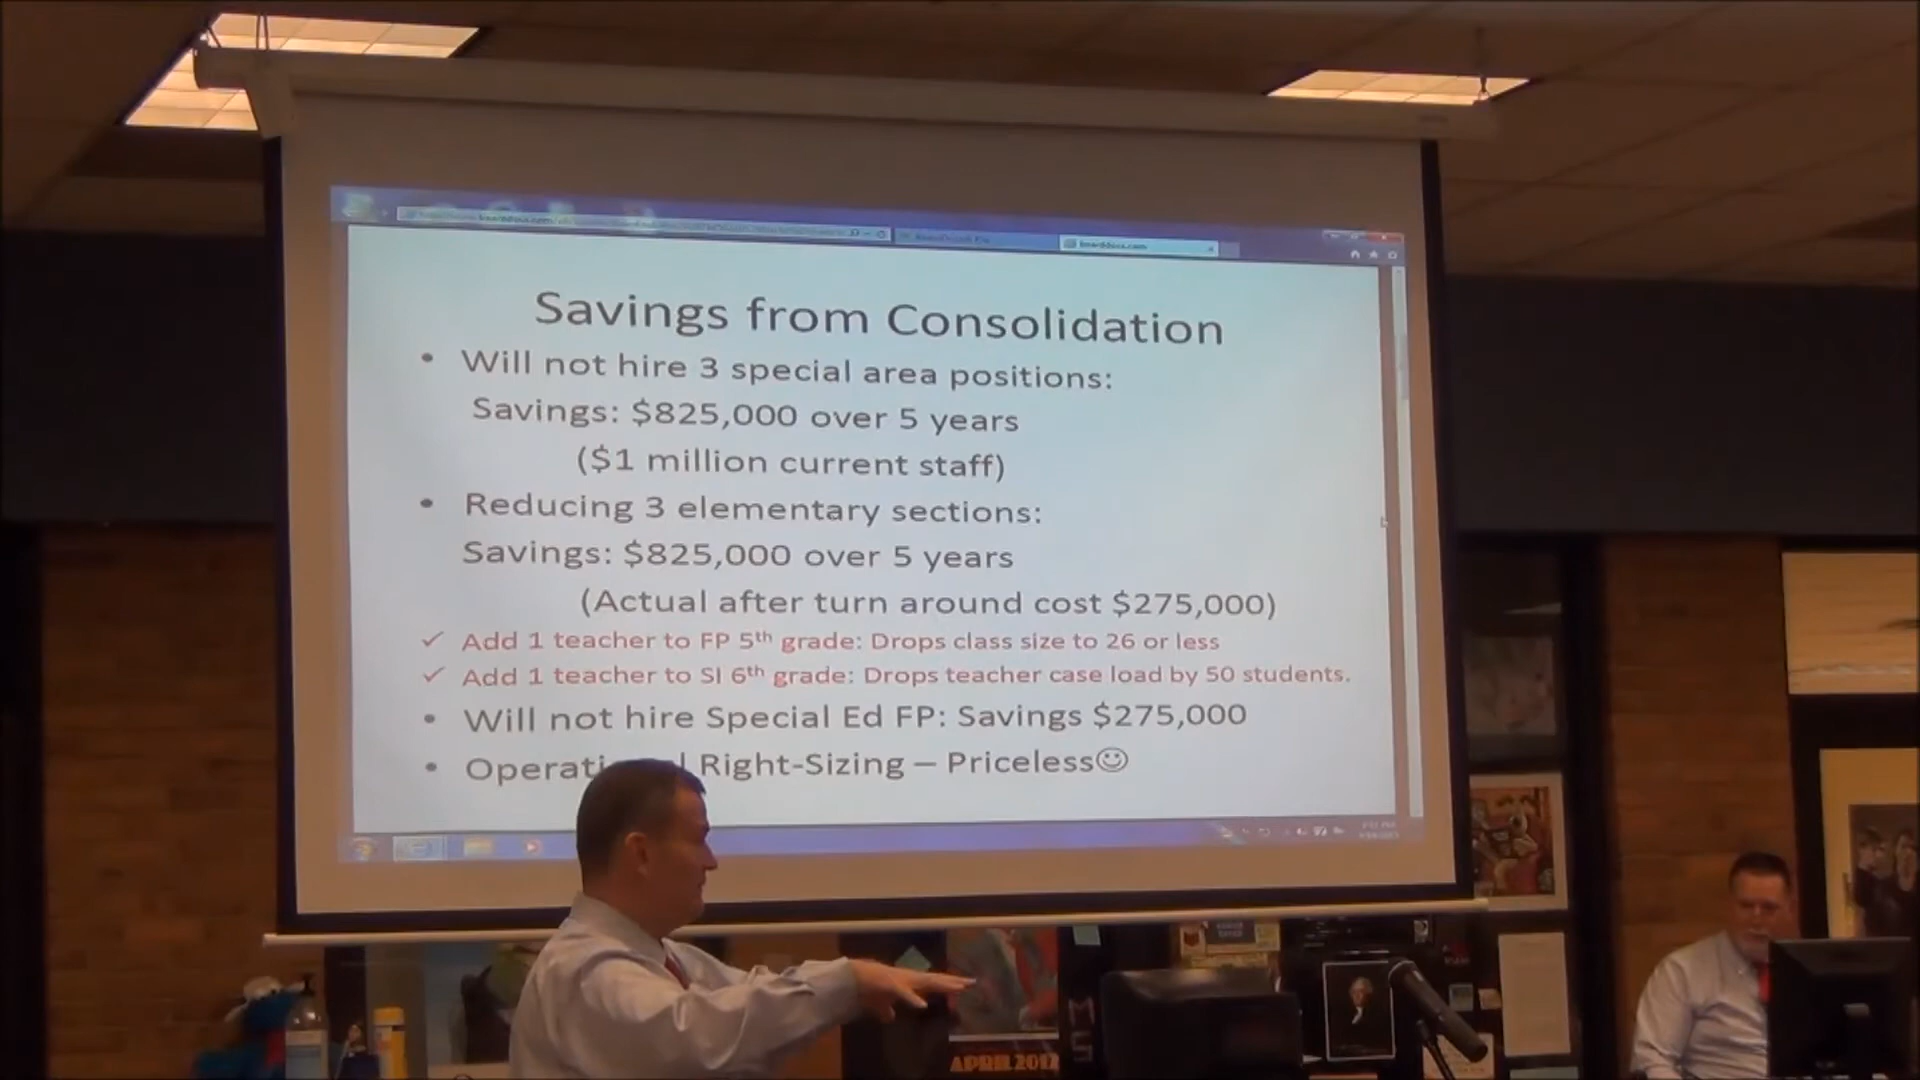 boarddocs.com
Savings from Consolidation
• Will not hire 3 special area positions:
Savings: $825,000 over 5 years
($1 million current staff)
• Reducing 3 elementary sections:
Savings: $825,000 over 5 years
(Actual after turn around cost $275,000)
✓ Add 1 teacher to FP 5th grade: Drops class size to 26 or less
✓ Add 1 teacher to SI 6th grade: Drops teacher case load by 50 students.
• Will not hire Special Ed FP: Savings $275,000
• Operati l Right-Sizing – Priceless☺
APRIL 2012